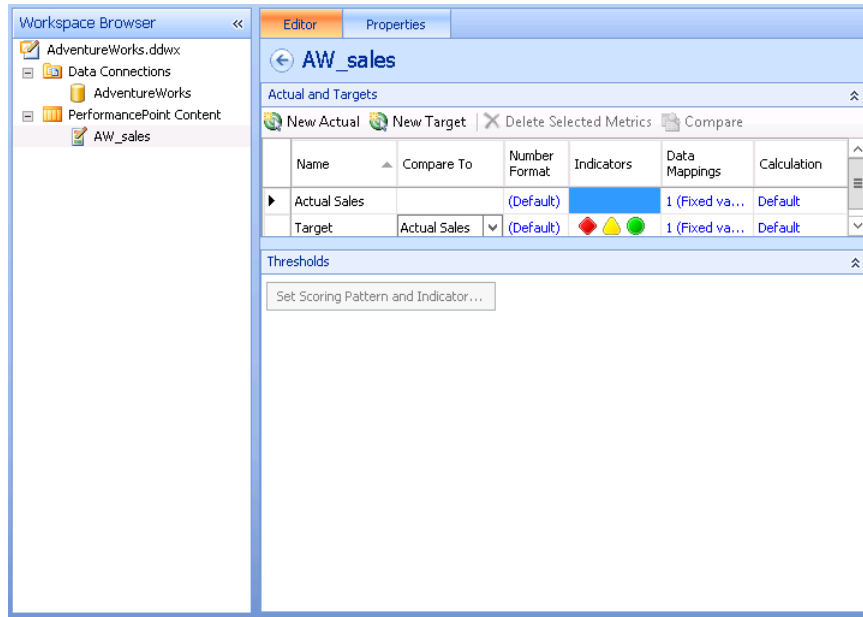 Workspace Browser «
AdventureWorks.ddwx
Data Connections
AdventureWorks
PerformancePoint Content
AW_sales
Editor Properties
AW_sales
Actual and Targets
New Actual New Target Delete Selected Metrics Compare
Name Compare To Number Format Indicators Data Mappings Calculation
Actual Sales (Default) 1 (Fixed va... Default
Target Actual Sales (Default) 1 (Fixed va... Default
Thresholds
Set Scoring Pattern and Indicator...